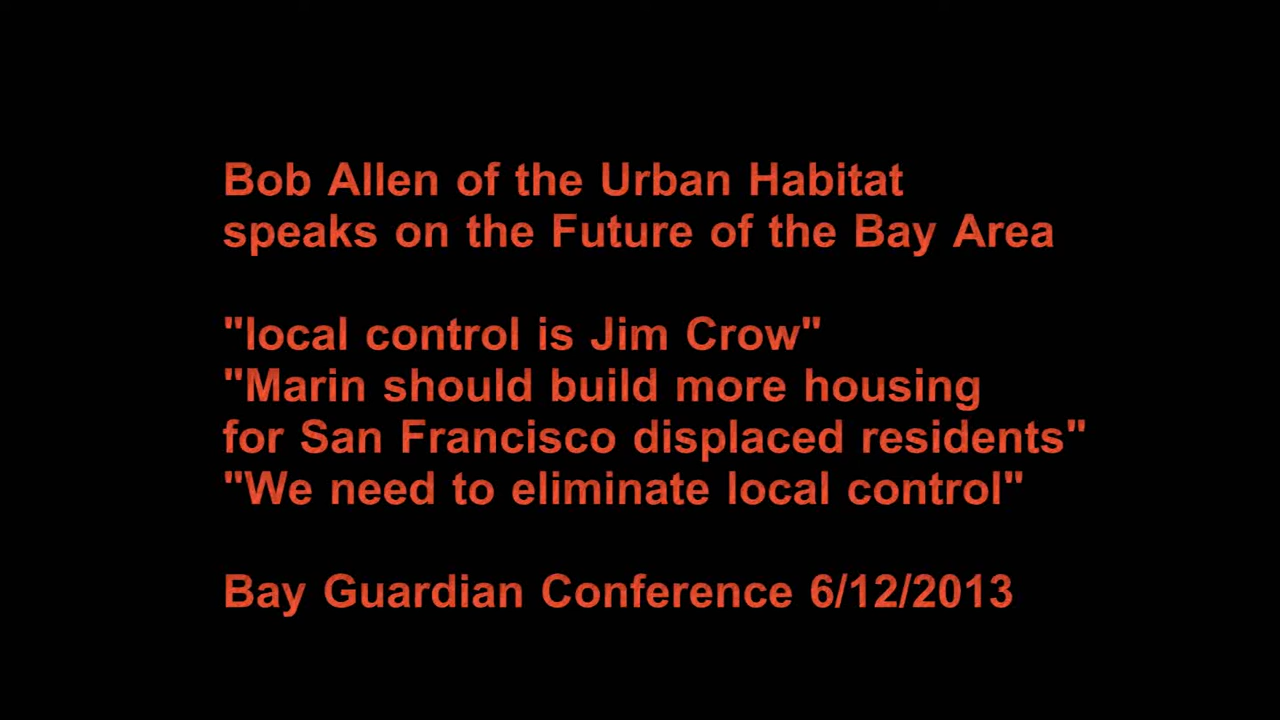 Bob Allen of the Urban Habitat
speaks on the Future of the Bay Area
"local control is Jim Crow"
"Marin should build more housing
for San Francisco displaced residents"
"We need to eliminate local control"
Bay Guardian Conference 6/12/2013